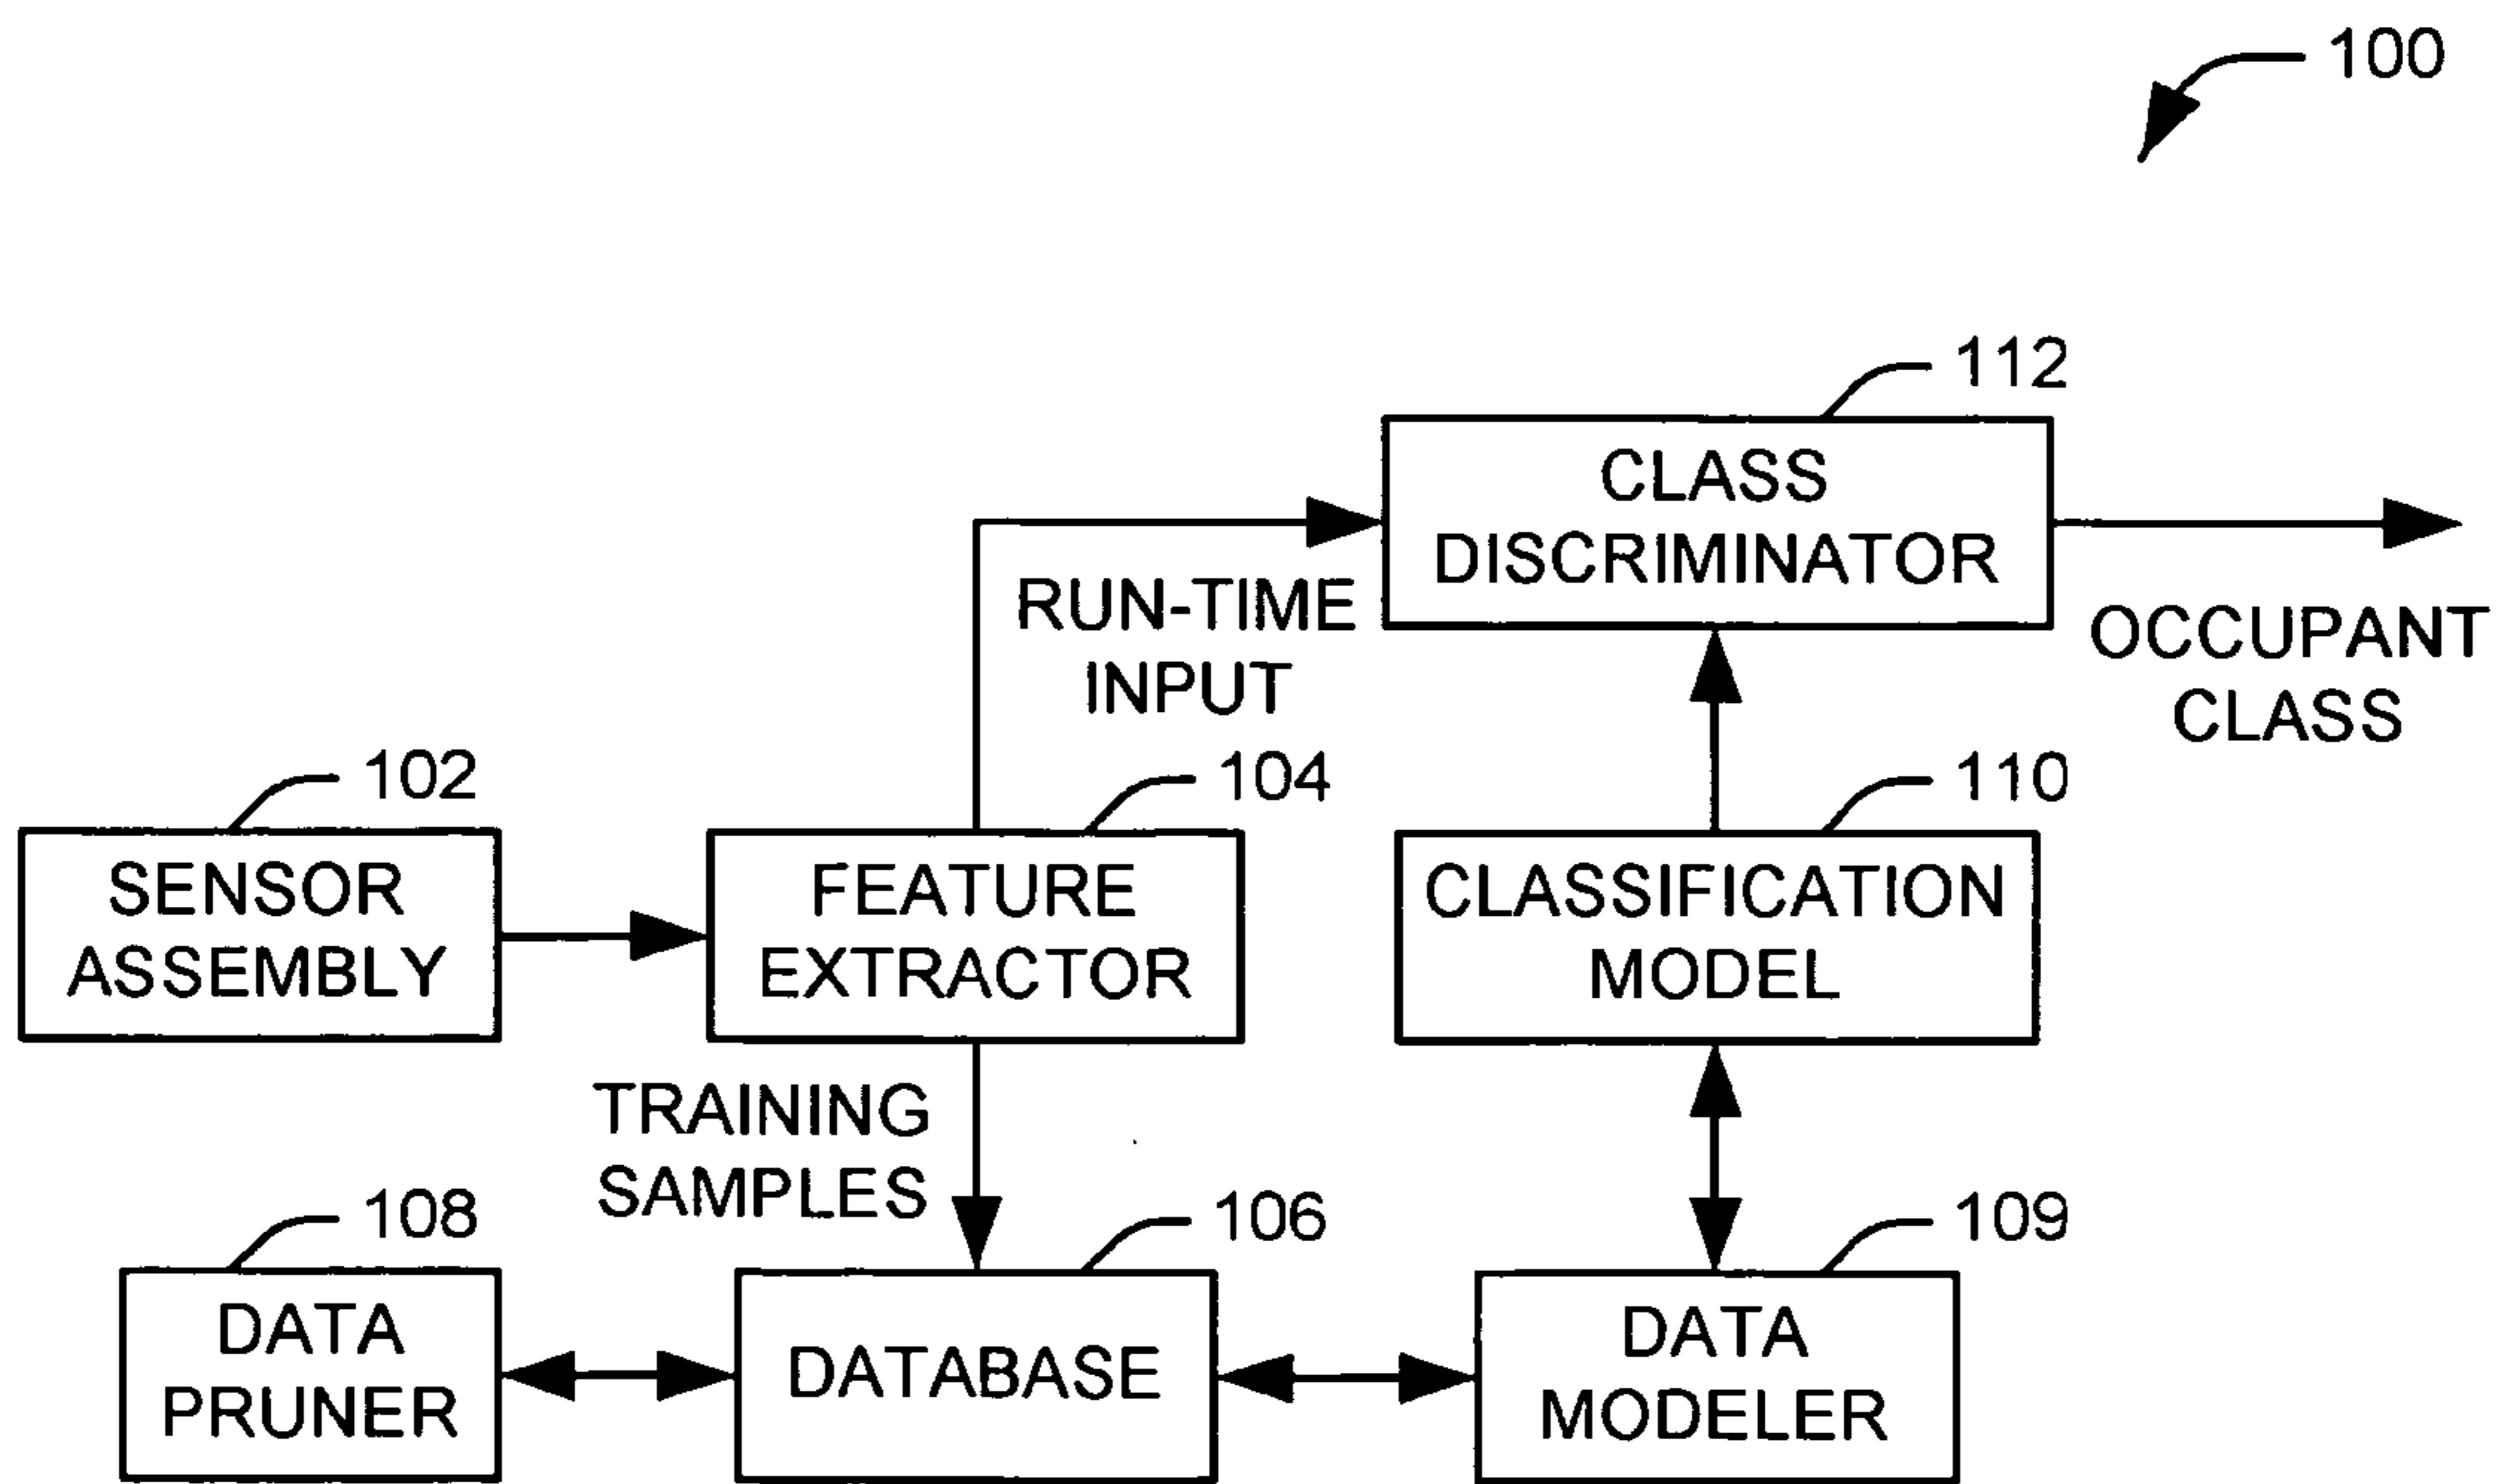 100
112
CLASS
DISCRIMINATOR
RUN-TIME
INPUT
OCCUPANT
CLASS
102
104
110
SENSOR
ASSEMBLY
FEATURE
EXTRACTOR
CLASSIFICATION
MODEL
TRAINING
SAMPLES
108
106
109
DATA
PRUNER
DATABASE
DATA
MODELER